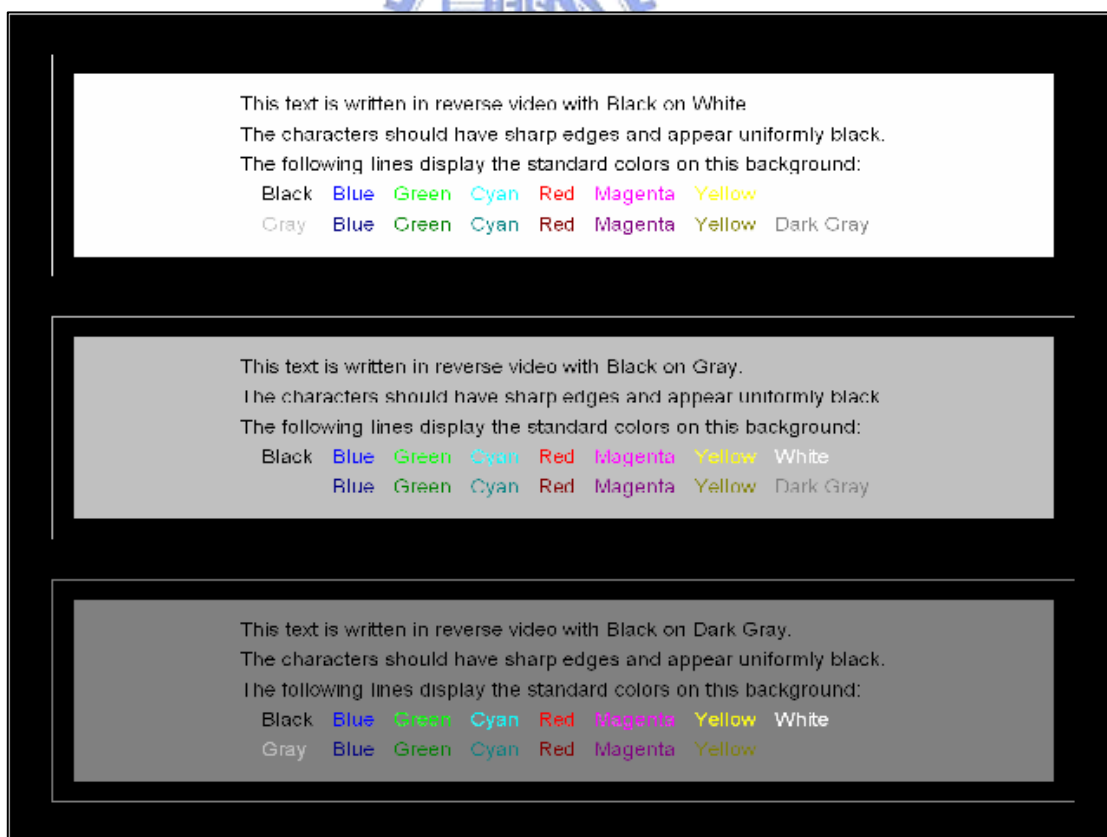 This text is written in reverse video with Black on White
The characters should have sharp edges and appear uniformly black.
The following lines display the standard colors on this background:
Black Blue Green Cyan Red Magenta Yellow
Gray Blue Green Cyan Red Magenta Yellow Dark Gray
This text is written in reverse video with Black on Gray.
The characters should have sharp edges and appear uniformly black
The following lines display the standard colors on this background:
Black Blue Green Cyan Red Magenta Yellow White
Blue Green Cyan Red Magenta Yellow Dark Gray
This text is written in reverse video with Black on Dark Gray.
The characters should have sharp edges and appear uniformly black.
The following lines display the standard colors on this background:
Black Blue Green Cyan Red Magenta Yellow White
Gray Blue Green Cyan Red Magenta Yellow